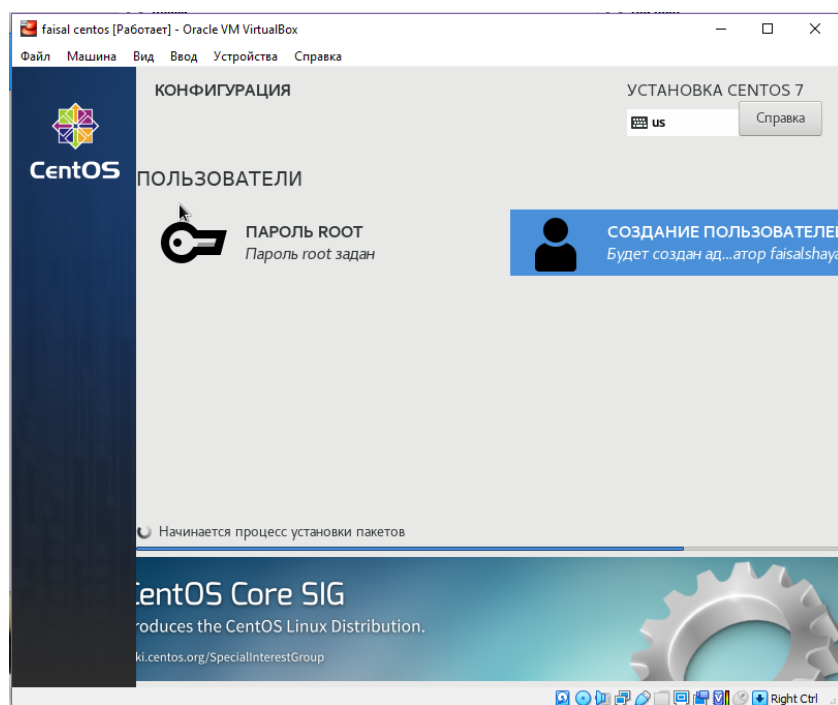 faisal centos [Работает] - Oracle VM VirtualBox
Файл Машина Вид Ввод Устройства Справка
КОНФИГУРАЦИЯ
УСТАНОВКА CENTOS 7
us
Справка
CentOS
ПОЛЬЗОВАТЕЛИ
ПАРОЛЬ ROOT
Пароль root задан
СОЗДАНИЕ ПОЛЬЗОВАТЕЛЕЙ
Будет создан ад...атор faisalshaya
Начинается процесс установки пакетов
CentOS Core SIG
roduces the CentOS Linux Distribution.
ki.centos.org/SpecialInterestGroup
Right Ctrl